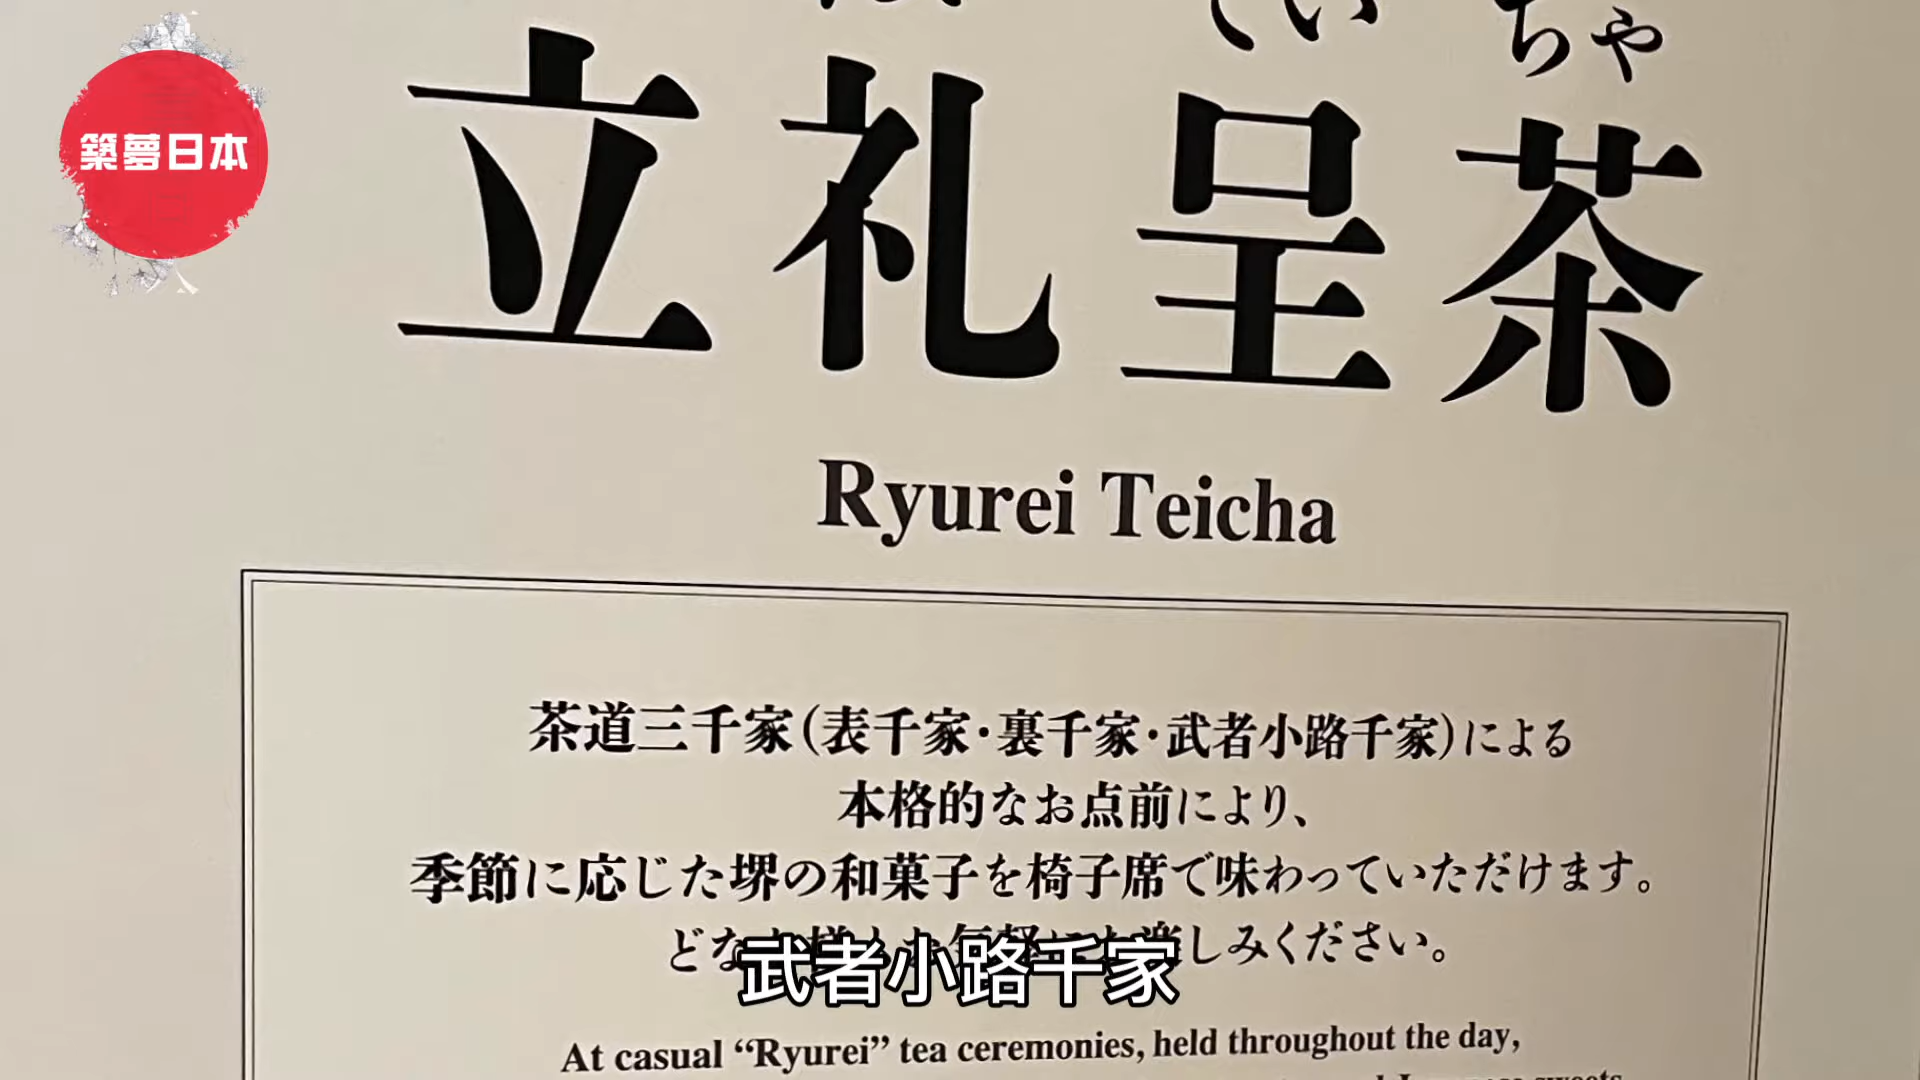 築夢日本
てい ちゃ
立礼呈茶
Ryurei Teicha
茶道三千家(表千家・裏千家・武者小路千家)による
本格的なお点前により、
季節に応じた堺の和菓子を椅子席で味わっていただけます。
しみください。
武者小路千家
At casual “Ryurei” tea ceremonies, held throughout the day,